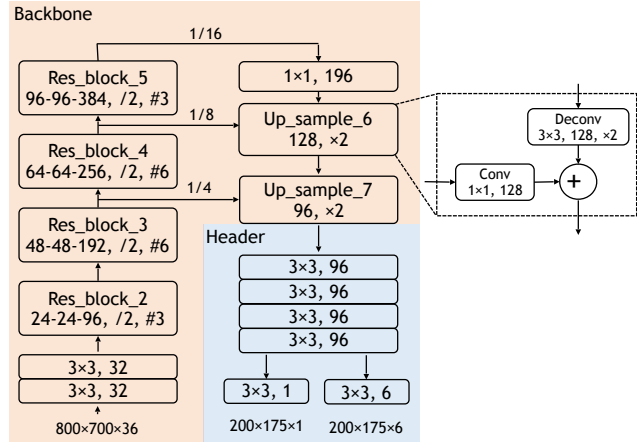 Backbone
1/16
Res_block_5
96-96-384, /2, #3
1×1, 196
1/8
Up_sample_6
128, ×2
Deconv
3×3, 128, ×2
Res_block_4
64-64-256, /2, #6
Conv
1×1, 128
+
1/4
Up_sample_7
96, ×2
Res_block_3
48-48-192, /2, #6
Header
3×3, 96
3×3, 96
3×3, 96
3×3, 96
Res_block_2
24-24-96, /2, #3
3×3, 32
3×3, 32
3×3, 1
3×3, 6
800×700×36
200×175×1
200×175×6